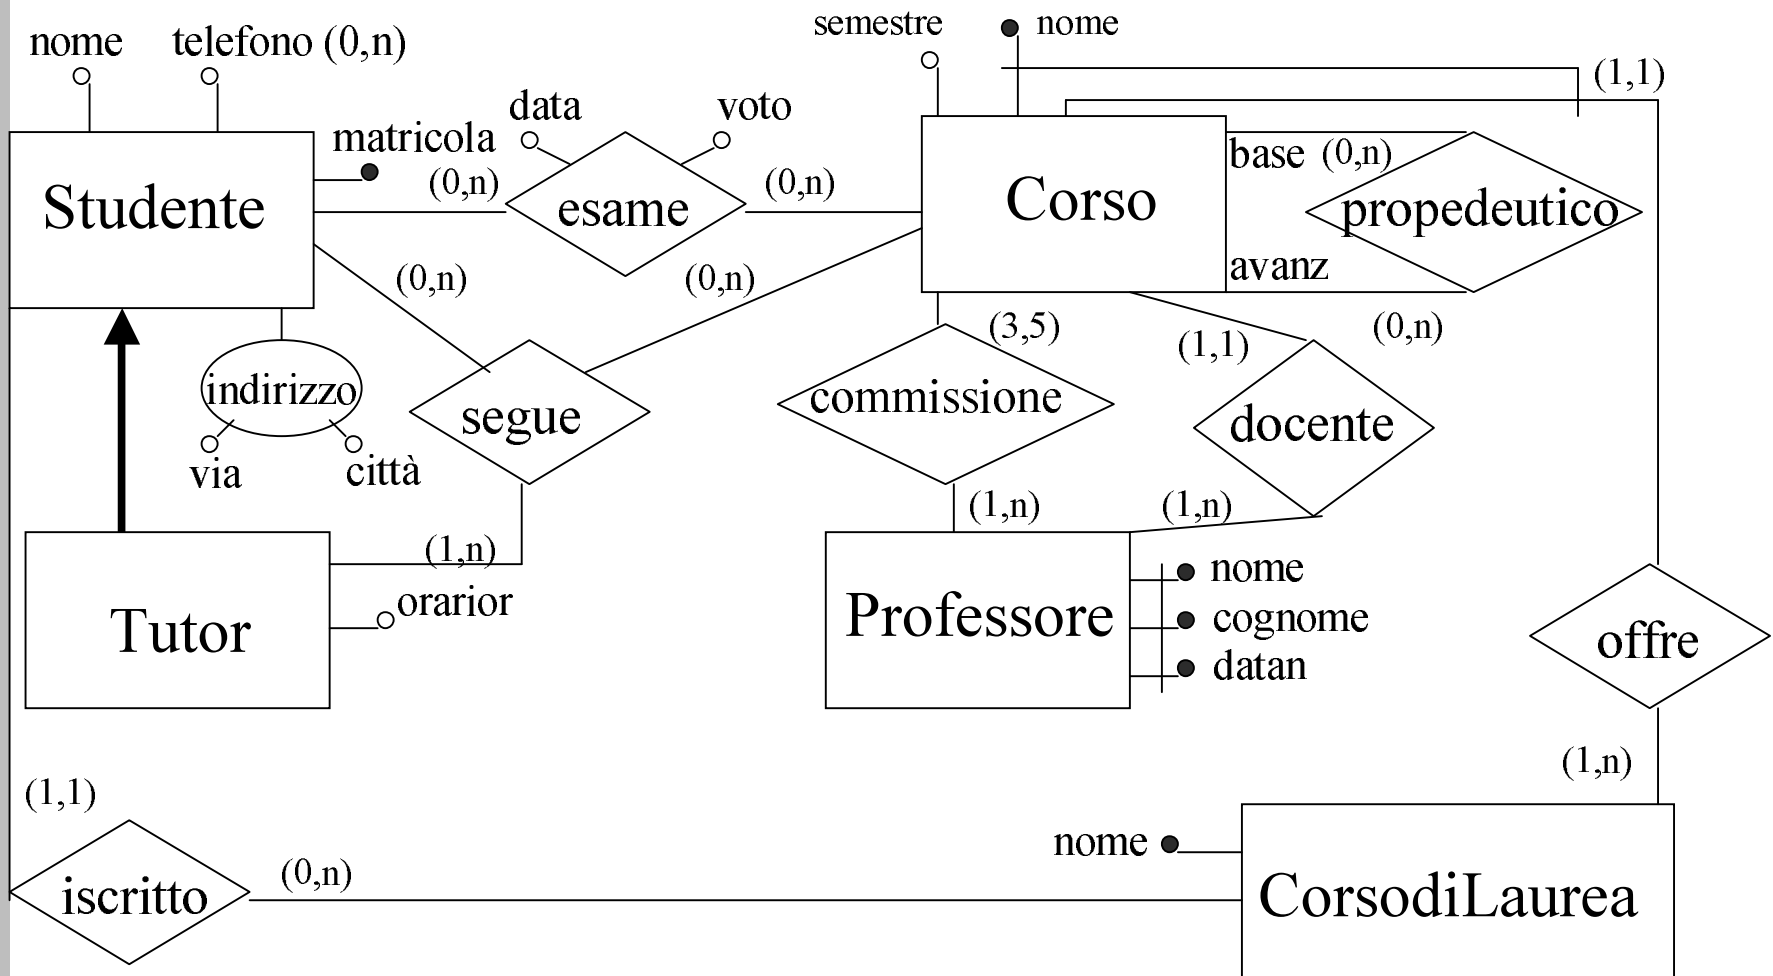 semestre
nome
nome
telefono (0,n)
(1,1)
data
voto
matricola
(0,n)
(0,n)
base (0,n)
Studente
esame
Corso
propedeutico
avanz
(0,n)
(0,n)
(3,5)
(1,1)
(0,n)
indirizzo
segue
commissione
docente
via
città
(1,n)
(1,n)
(1,n)
orarior
nome
Tutor
Professore
cognome
offre
datan
(1,n)
(1,1)
nome
(0,n)
iscritto
CorsodiLaurea